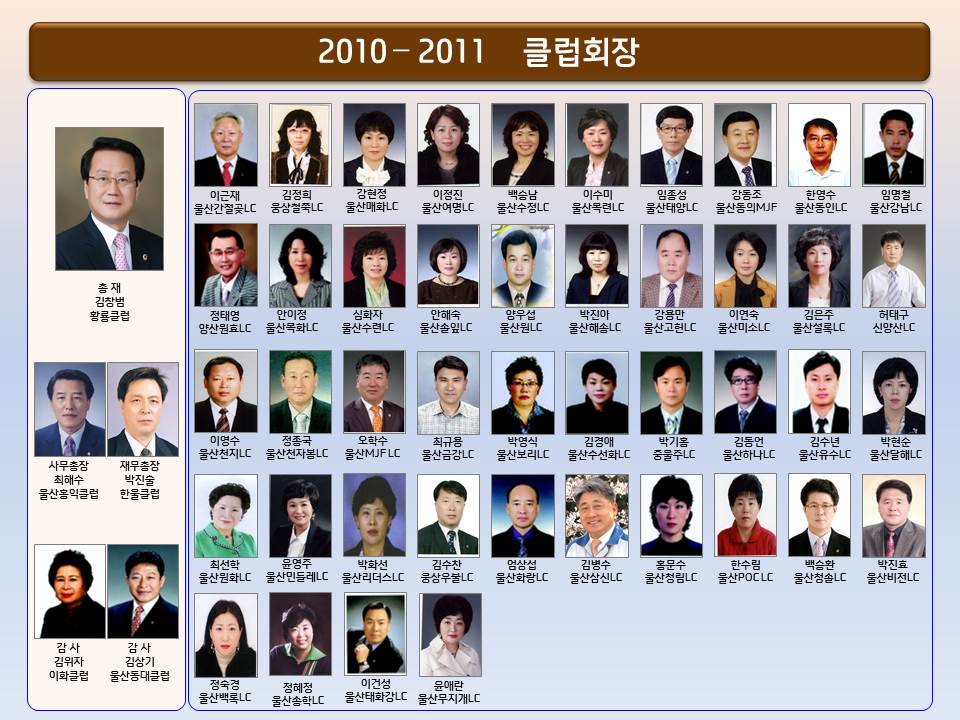 2010 – 2011 클럽회장
총 재
김창범
황룡클럽
사무총장
최해수
울산홍익클럽
재무총장
박진술
한울클럽
감 사
김위자
이화클럽
감 사
김상기
울산동대클럽
이근재
울산간절곶LC
김정희
웅상철쭉LC
강현정
울산매화LC
이정진
울산여명LC
백승남
울산수정LC
이수미
울산목련LC
임종성
울산태양LC
강동조
울산동의MJF
한영수
울산동인LC
임명철
울산강남LC
정태영
양산원효LC
안이정
울산목화LC
심화자
울산수련LC
안해숙
울산솔잎LC
양우섭
울산원LC
박진아
울산해송LC
강용만
울산고헌LC
이연숙
울산미소LC
김은주
울산설록LC
허태구
신양산LC
이영수
울산천지LC
정종국
울산천자봉LC
오학수
울산MJF LC
최규용
울산금강LC
박영식
울산보리LC
김경애
울산수선화LC
박기홍
중울주LC
김동언
울산하나LC
김수년
울산유수LC
박현순
울산달해LC
최선학
울산원화LC
윤영주
울산민들레LC
박화선
울산리더스LC
김수찬
웅상우불LC
엄상섭
울산화랑LC
김병수
울산삼신LC
홍문수
울산청림LC
한수림
울산POC LC
백승환
울산청솔LC
박진효
울산비전LC
정숙경
울산백록LC
정혜정
울산송학LC
이건성
울산태화강LC
윤애란
울산무지개LC